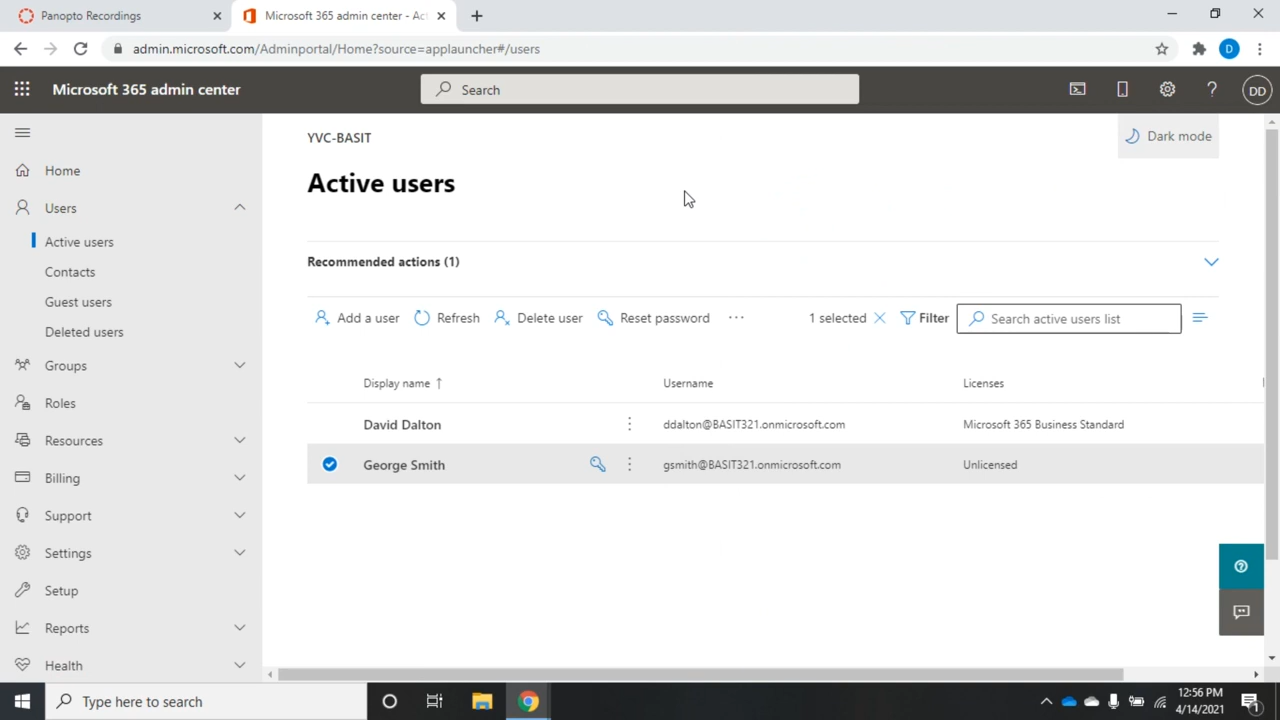 Panopto Recordings
Microsoft 365 admin center - Act
admin.microsoft.com/Adminportal/Home?source=applauncher#/users
D
Microsoft 365 admin center
Search
DD
YVC-BASIT
Dark mode
Active users
Home
Users
Active users
Contacts
Guest users
Deleted users
Groups
Roles
Resources
Billing
Support
Settings
Setup
Reports
Health
Recommended actions (1)
Add a user
Refresh
Delete user
Reset password
1 selected
Filter
Search active users list
Display name ↑
Username
Licenses
David Dalton
ddalton@BASIT321.onmicrosoft.com
Microsoft 365 Business Standard
George Smith
gsmith@BASIT321.onmicrosoft.com
Unlicensed
Type here to search
12:56 PM
4/14/2021
1